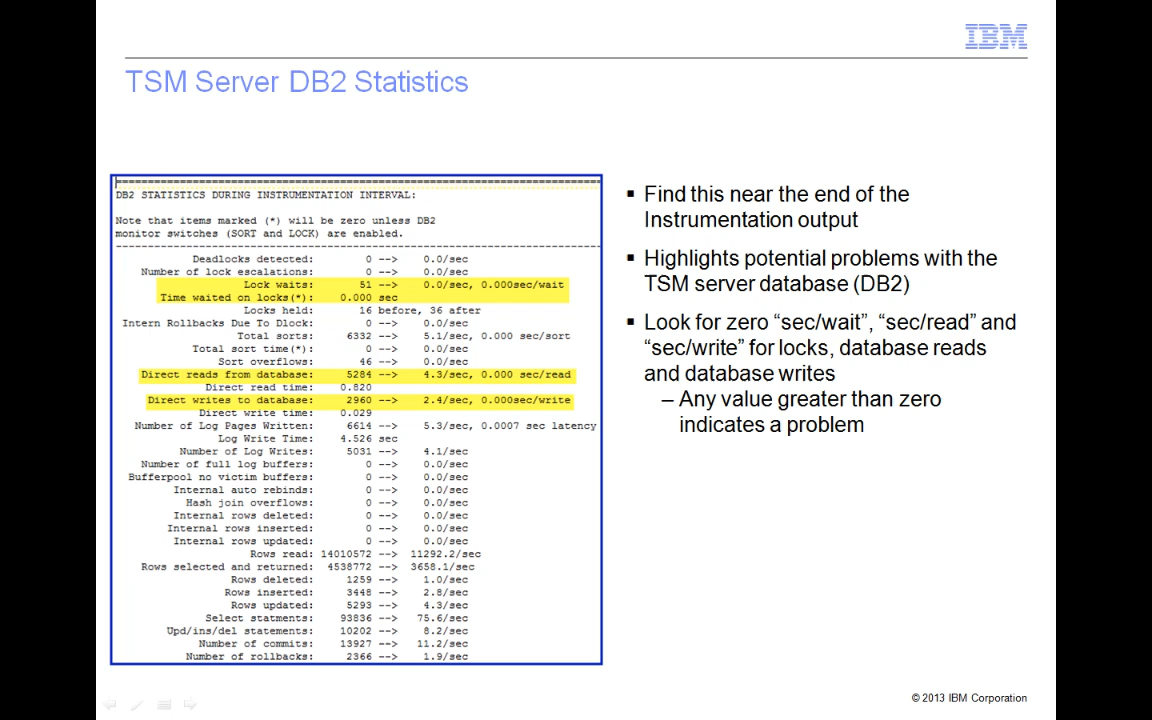 IBM
TSM Server DB2 Statistics
DB2 STATISTICS DURING INSTRUMENTATION INTERVAL:
Note that items marked (*) will be zero unless DB2
monitor switches (SORT and LOCK) are enabled.
Deadlocks detected: 0 --> 0.0/sec
Number of lock escalations: 0 --> 0.0/sec
Lock waits: 51 --> 0.0/sec, 0.000sec/wait
Time waited on locks(*): 0.000 sec
Locks held: 16 before, 36 after
Intern Rollbacks Due To Dlock: 0 --> 0.0/sec
Total sorts: 6332 --> 5.1/sec, 0.000 sec/sort
Total sort time(*): 0 --> 0.0/sec
Sort overflows: 46 --> 0.0/sec
Direct reads from database: 5284 --> 4.3/sec, 0.000 sec/read
Direct read time: 0.820
Direct writes to database: 2960 --> 2.4/sec, 0.000sec/write
Direct write time: 0.029
Number of Log Pages Written: 6614 --> 5.3/sec, 0.0007 sec latency
Log Write Time: 4.526 sec
Number of Log Writes: 5031 --> 4.1/sec
Number of full log buffers: 0 --> 0.0/sec
Bufferpool no victim buffers: 0 --> 0.0/sec
Internal auto rebinds: 0 --> 0.0/sec
Hash join overflows: 0 --> 0.0/sec
Internal rows deleted: 0 --> 0.0/sec
Internal rows inserted: 0 --> 0.0/sec
Internal rows updated: 0 --> 0.0/sec
Rows read: 14010572 --> 11292.2/sec
Rows selected and returned: 4538772 --> 3658.1/sec
Rows deleted: 1259 --> 1.0/sec
Rows inserted: 3448 --> 2.8/sec
Rows updated: 5293 --> 4.3/sec
Select statments: 93836 --> 75.6/sec
Upd/ins/del statements: 10202 --> 8.2/sec
Number of commits: 13927 --> 11.2/sec
Number of rollbacks: 2366 --> 1.9/sec
▪ Find this near the end of the
Instrumentation output
▪ Highlights potential problems with the
TSM server database (DB2)
▪ Look for zero “sec/wait”, “sec/read” and
“sec/write” for locks, database reads
and database writes
– Any value greater than zero
indicates a problem
© 2013 IBM Corporation